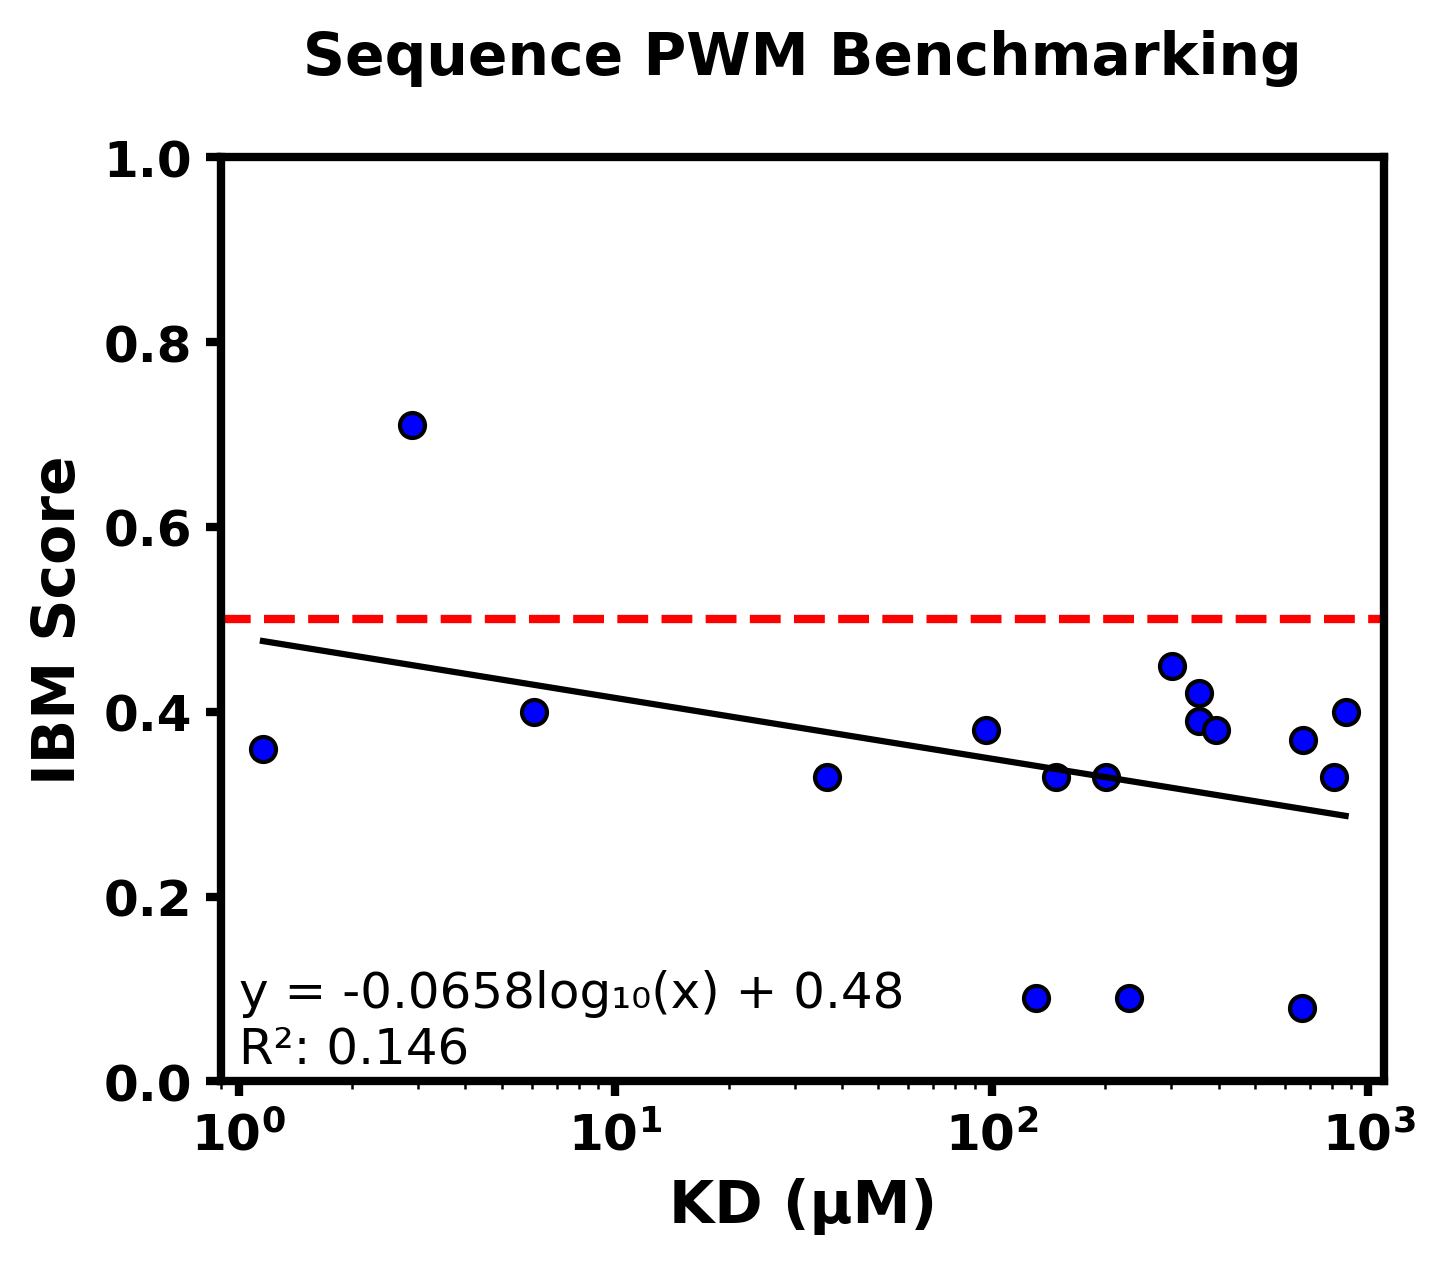 Sequence PWM Benchmarking
1.0
0.8
0.6
0.4
0.2
0.0
IBM Score
y = -0.0658log₁₀(x) + 0.48
R²: 0.146
10⁰ 10¹ 10² 10³
KD (μM)